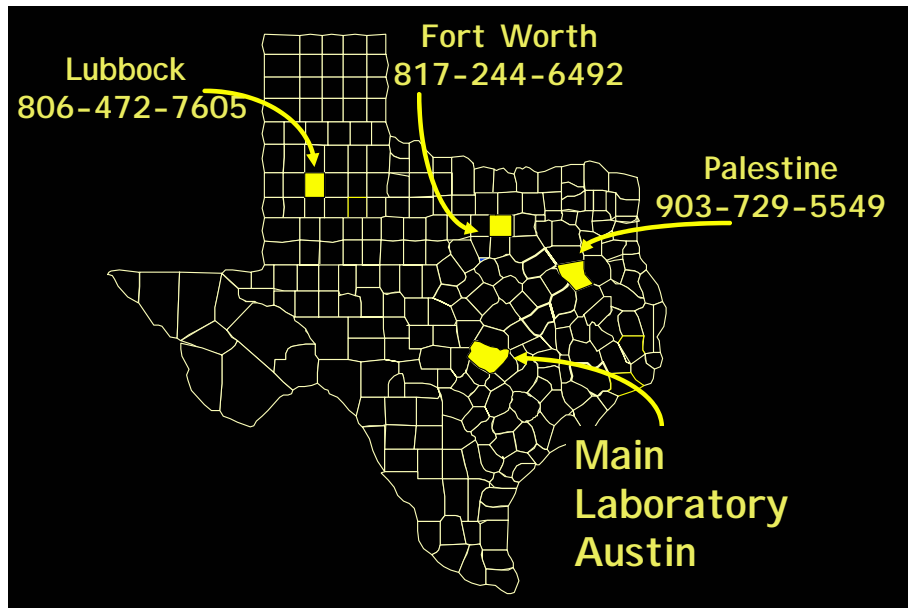 Lubbock
806-472-7605
Fort Worth
817-244-6492
Palestine
903-729-5549
Main
Laboratory
Austin